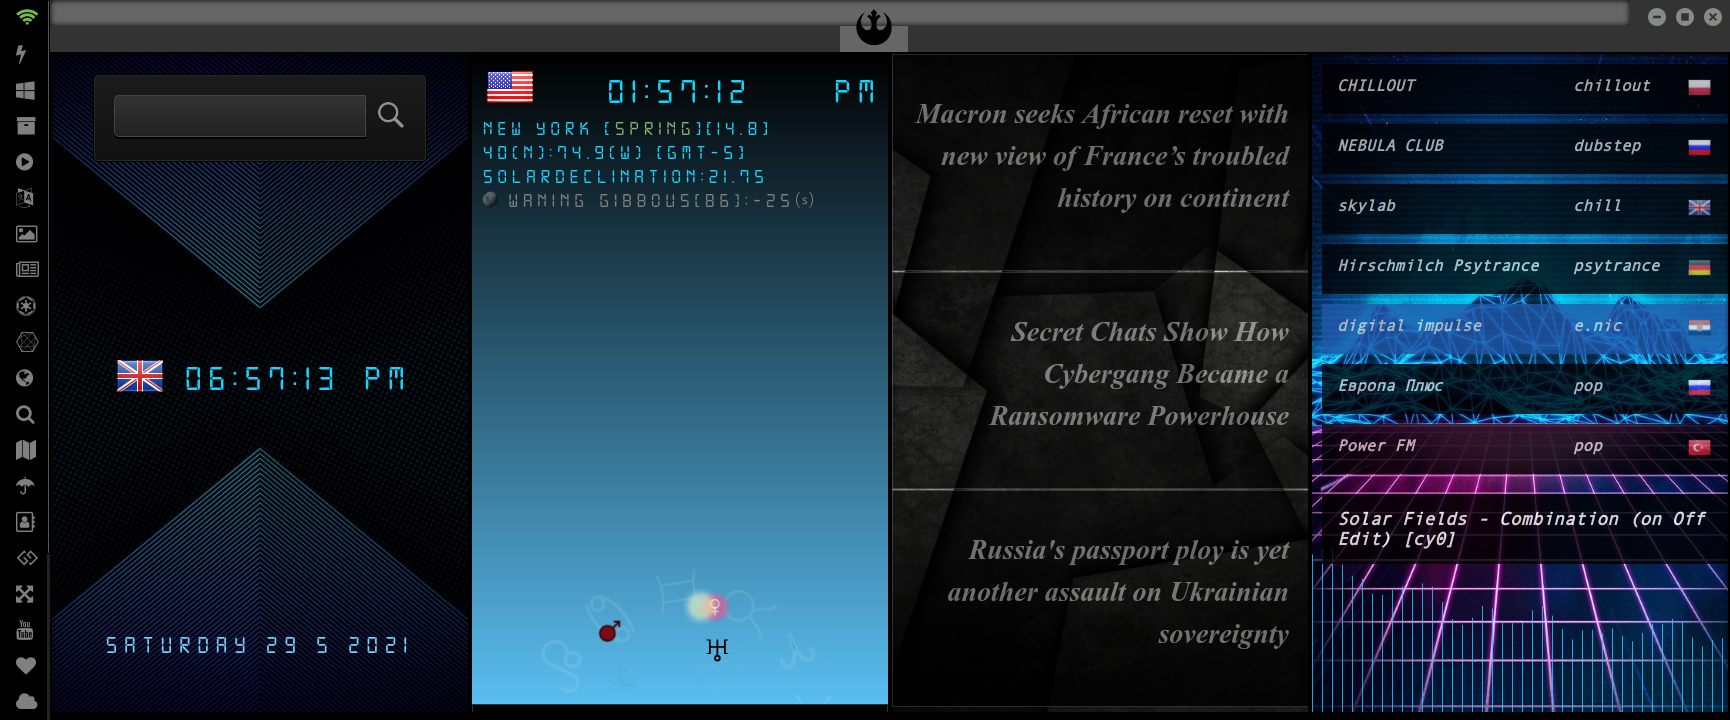 06:57:13 PM
SATURDAY 29 5 2021
01:57:12 PM
NEW YORK [SPRING][14.8]
40(N):74.9(W) [GMT-5]
SOLARDECLINATION:21.75
WANING GIBBOUS[86]:-25(s)
Macron seeks African reset with
new view of France’s troubled
history on continent
Secret Chats Show How
Cybergang Became a
Ransomware Powerhouse
Russia's passport ploy is yet
another assault on Ukrainian
sovereignty
CHILLOUT chillout
NEBULA CLUB dubstep
skylab chill
Hirschmilch Psytrance psytrance
digital impulse e.nic
Европа Плюс pop
Power FM pop
Solar Fields - Combination (on Off
Edit) [cy0]
You
Tube